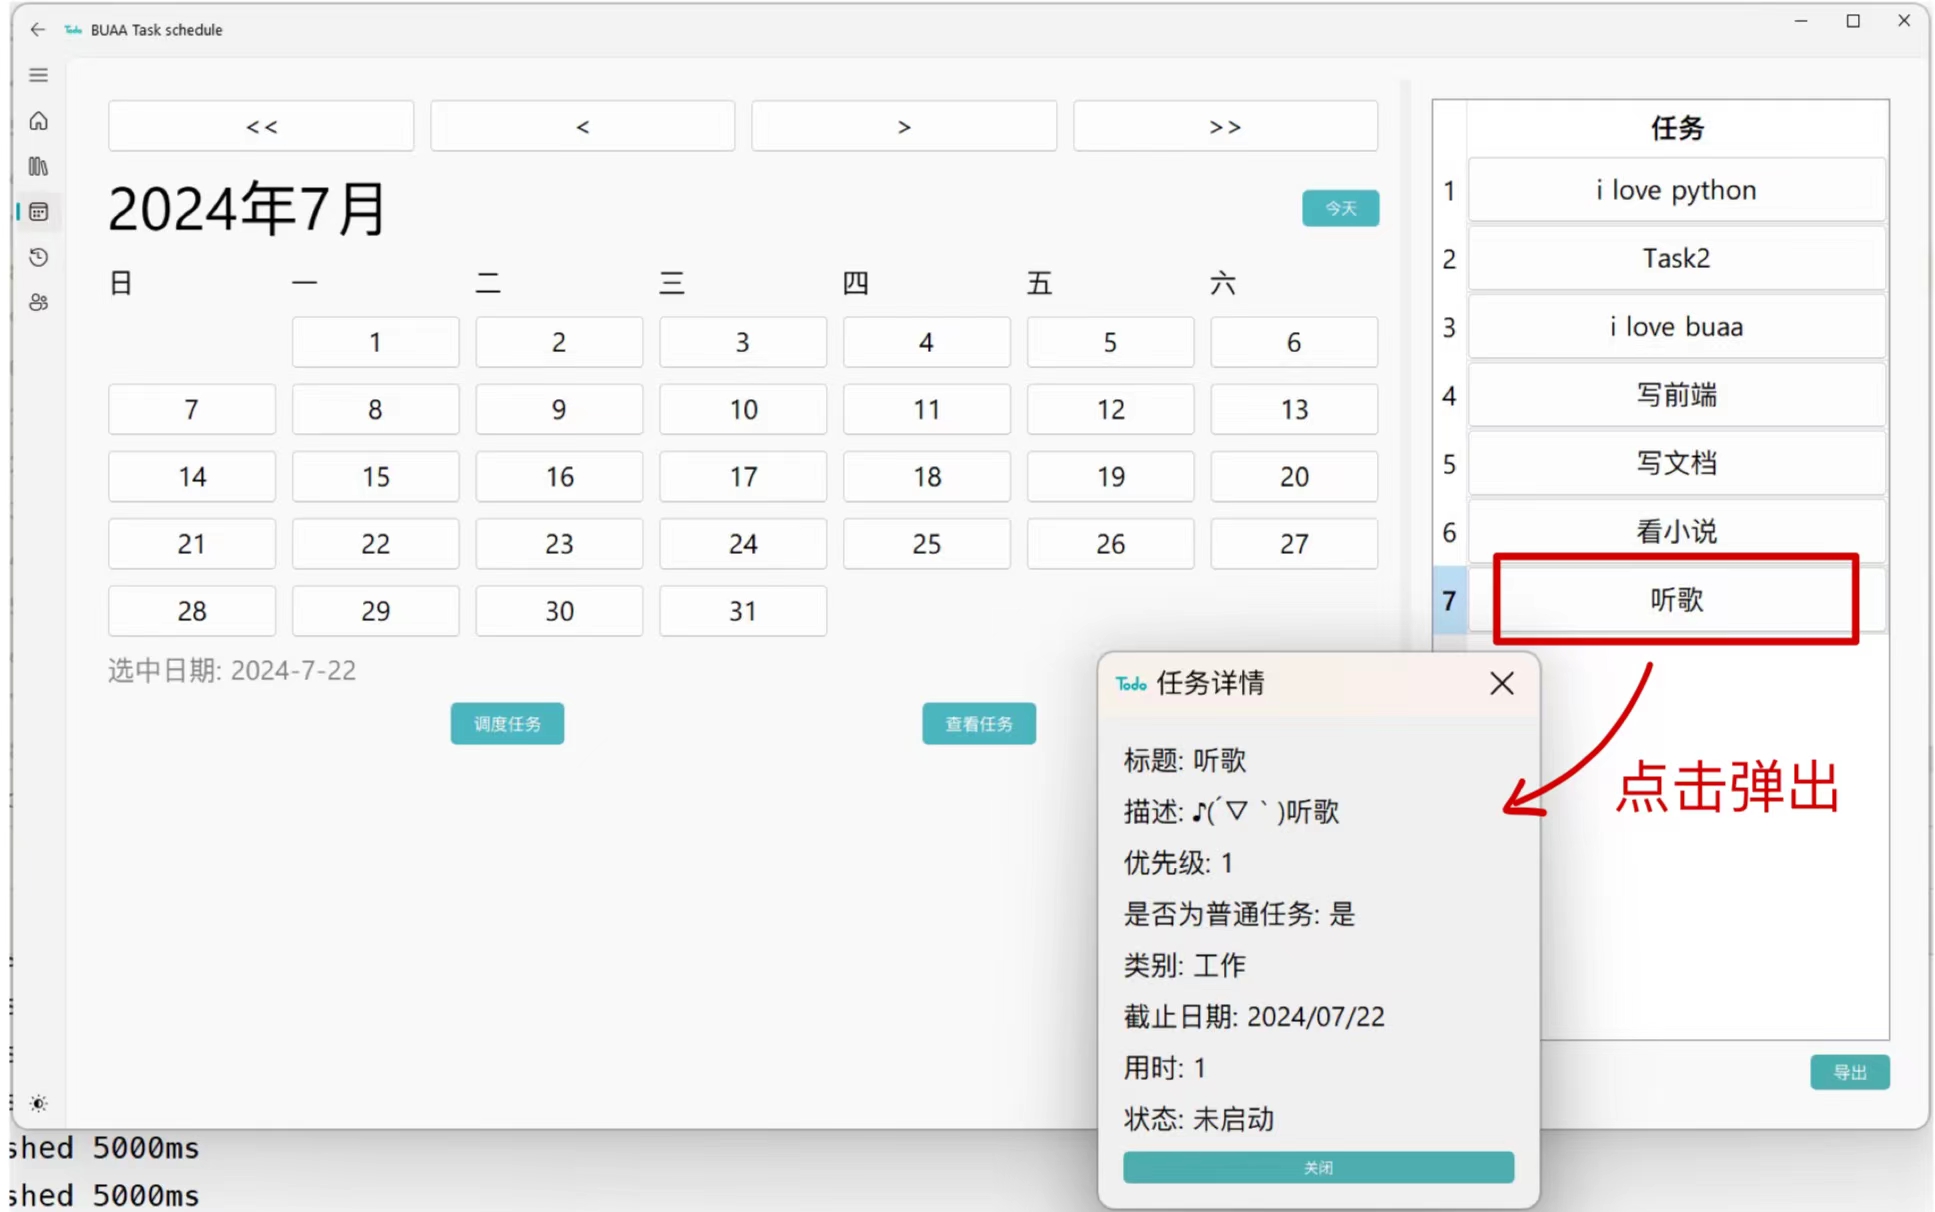 Todo BUAA Task schedule
<< < > >>
2024年7月
今天
日 一 二 三 四 五 六
1 2 3 4 5 6
7 8 9 10 11 12 13
14 15 16 17 18 19 20
21 22 23 24 25 26 27
28 29 30 31
选中日期: 2024-7-22
调度任务 查看任务
任务
1 i love python
2 Task2
3 i love buaa
4 写前端
5 写文档
6 看小说
7 听歌
点击弹出
Todo 任务详情
标题: 听歌
描述: ♪(´▽｀)听歌
优先级: 1
是否为普通任务: 是
类别: 工作
截止日期: 2024/07/22
用时: 1
状态: 未启动
关闭
导出
shed 5000ms
shed 5000ms